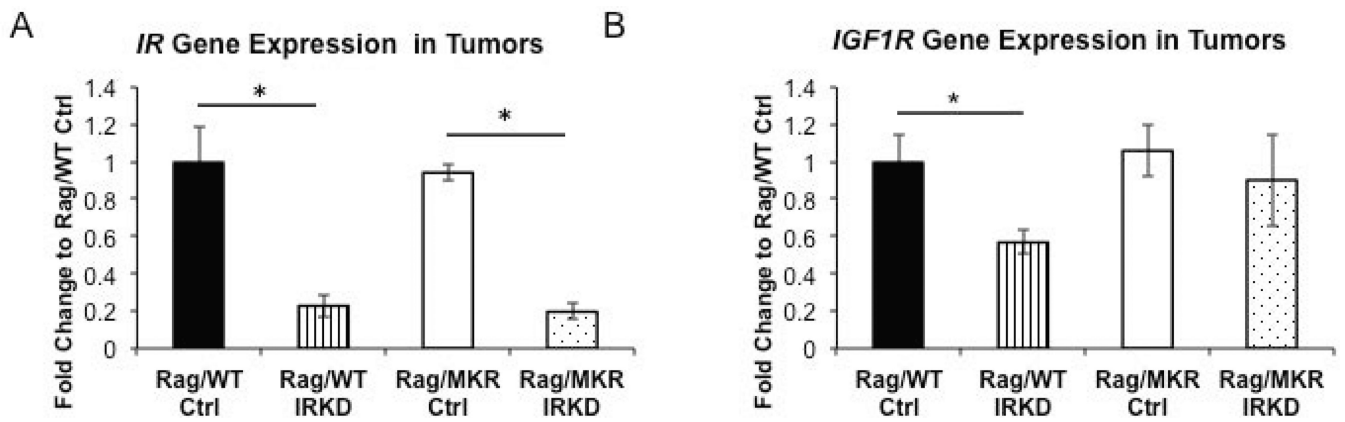 A
IR Gene Expression in Tumors
Fold Change to Rag/WT Ctrl
1.4
1.2
1
0.8
0.6
0.4
0.2
0
*
*
Rag/WT Ctrl
Rag/WT IRKD
Rag/MKR Ctrl
Rag/MKR IRKD
B
IGF1R Gene Expression in Tumors
Fold Change to Rag/WT Ctrl
1.4
1.2
1
0.8
0.6
0.4
0.2
0
*
Rag/WT Ctrl
Rag/WT IRKD
Rag/MKR Ctrl
Rag/MKR IRKD